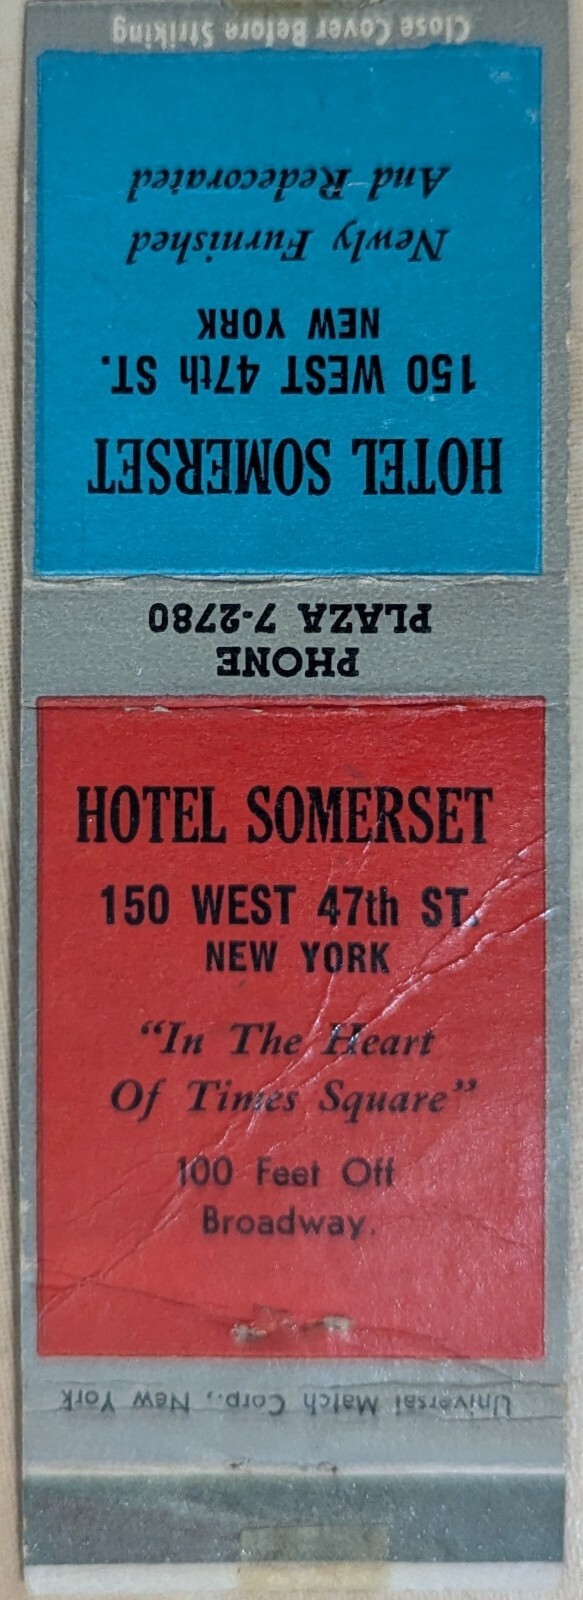 Close Cover Before Striking
HOTEL SOMERSET
150 WEST 47th ST.
NEW YORK
Newly Furnished
And Redecorated
PHONE
PLAZA 7-2780
HOTEL SOMERSET
150 WEST 47th ST.
NEW YORK
"In The Heart
Of Times Square"
100 Feet Off
Broadway.
Universal Match Corp., New York